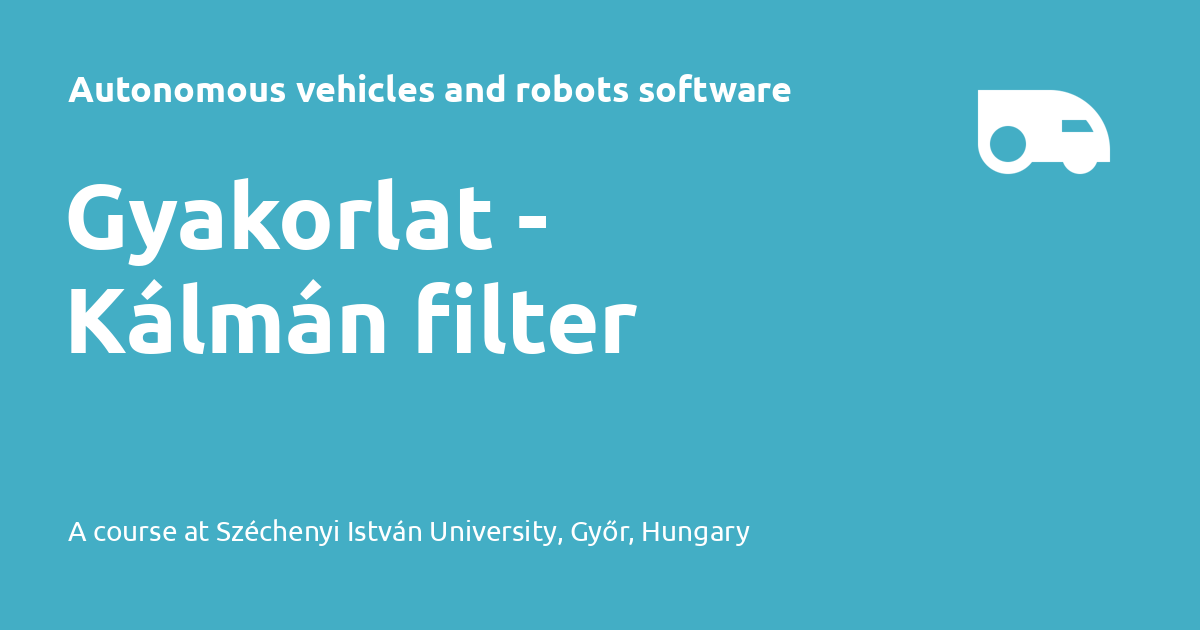 Autonomous vehicles and robots software
Gyakorlat -
Kálmán filter
A course at Széchenyi István University, Győr, Hungary